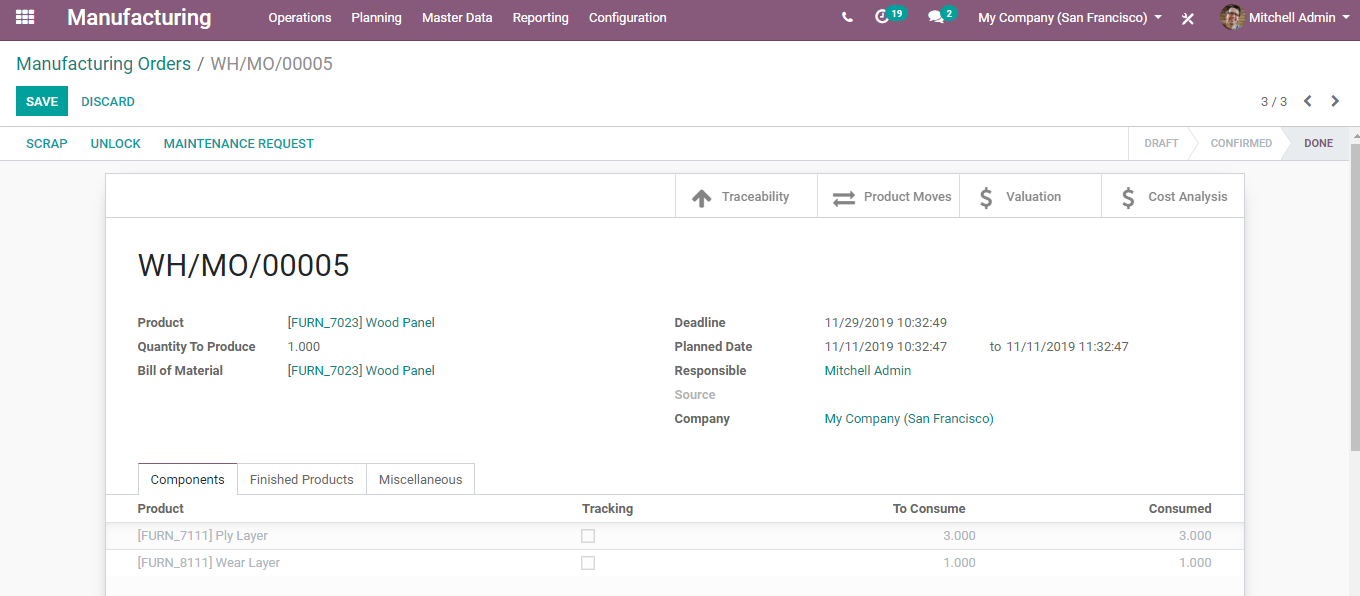 Manufacturing Operations Planning Master Data Reporting Configuration 19 2 My Company (San Francisco) Mitchell Admin
Manufacturing Orders / WH/MO/00005
SAVE DISCARD 3 / 3
SCRAP UNLOCK MAINTENANCE REQUEST DRAFT CONFIRMED DONE
Traceability Product Moves $ Valuation $ Cost Analysis
WH/MO/00005
Product [FURN_7023] Wood Panel Deadline 11/29/2019 10:32:49
Quantity To Produce 1.000 Planned Date 11/11/2019 10:32:47 to 11/11/2019 11:32:47
Bill of Material [FURN_7023] Wood Panel Responsible Mitchell Admin
Source
Company My Company (San Francisco)
Components Finished Products Miscellaneous
Product Tracking To Consume Consumed
[FURN_7111] Ply Layer 3.000 3.000
[FURN_8111] Wear Layer 1.000 1.000